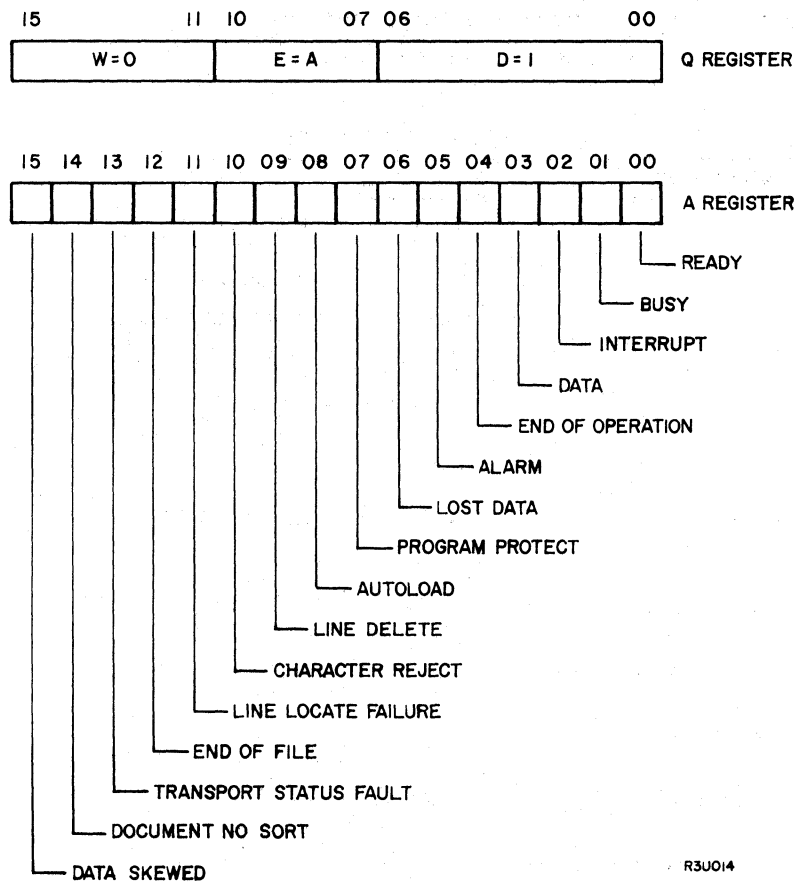 15 11 10 07 06 00
W=0 E=A D=1 Q REGISTER
15 14 13 12 11 10 09 08 07 06 05 04 03 02 01 00
A REGISTER
READY
BUSY
INTERRUPT
DATA
END OF OPERATION
ALARM
LOST DATA
PROGRAM PROTECT
AUTOLOAD
LINE DELETE
CHARACTER REJECT
LINE LOCATE FAILURE
END OF FILE
TRANSPORT STATUS FAULT
DOCUMENT NO SORT
DATA SKEWED
R3U014